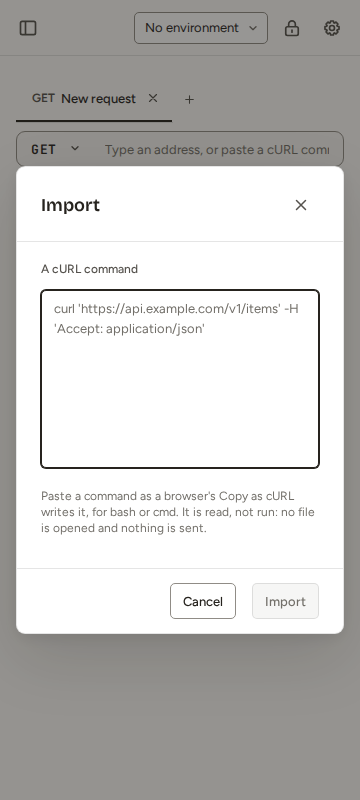 No environment
GET New request
GET
Type an address, or paste a cURL com
Import
A cURL command
curl 'https://api.example.com/v1/items' -H
'Accept: application/json'
Paste a command as a browser's Copy as cURL
writes it, for bash or cmd. It is read, not run: no file
is opened and nothing is sent.
Cancel
Import